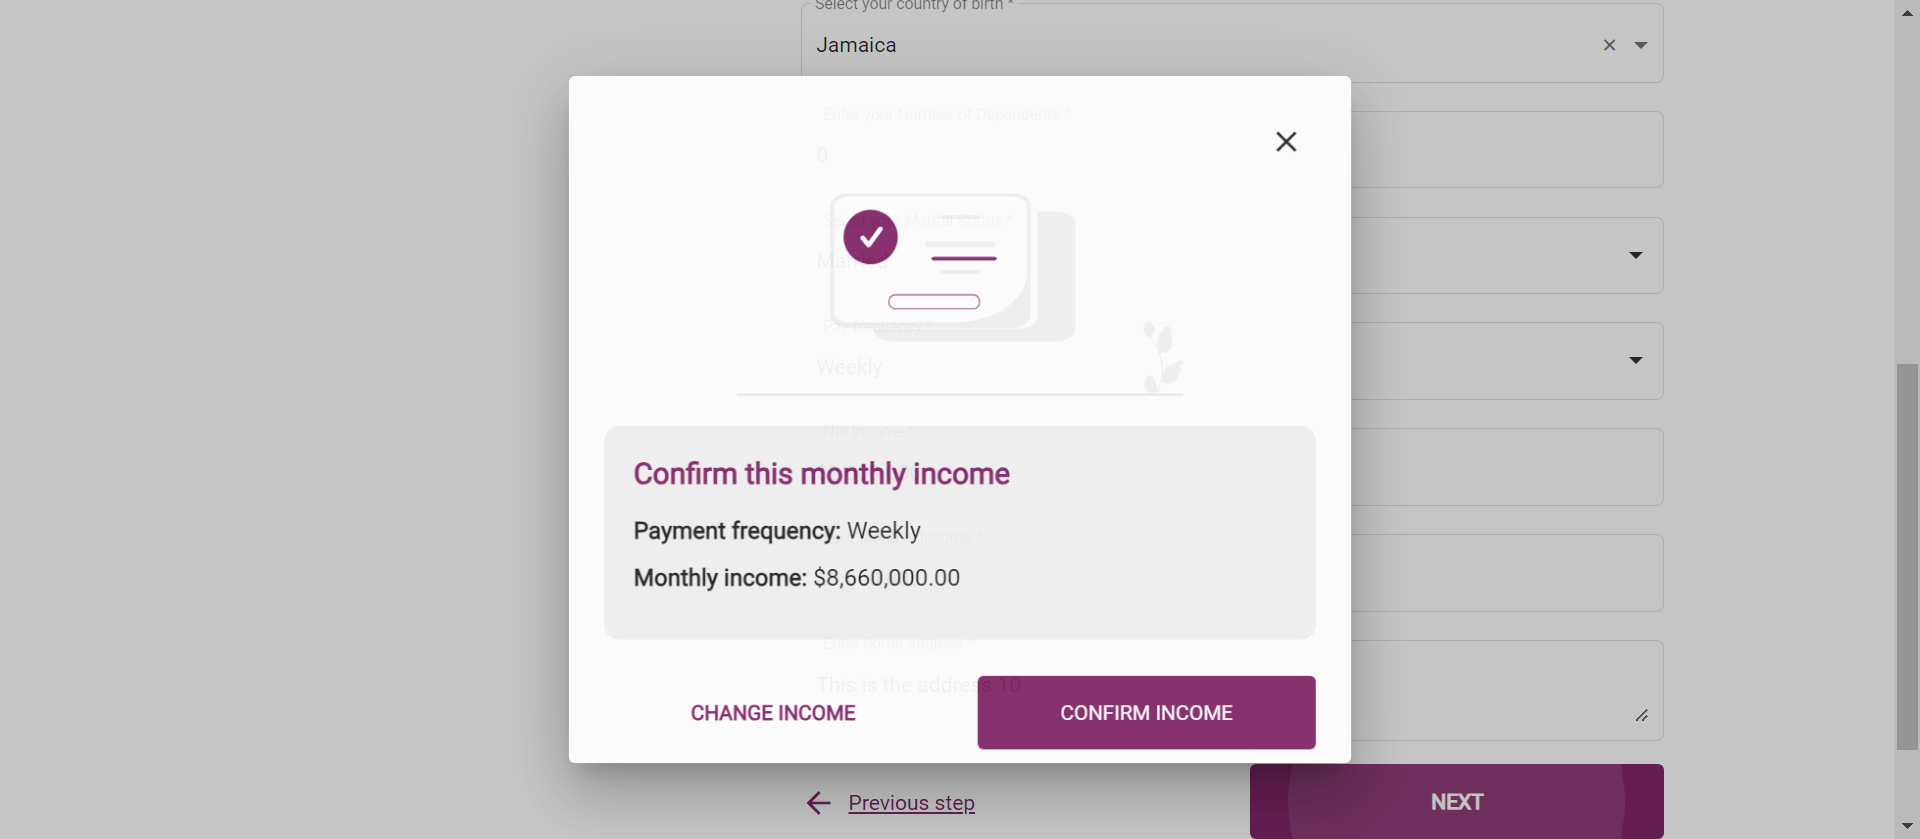 Select your country of birth *
Jamaica
Enter your Number of Dependents *
0
Select your Marital Status *
Married
Pay frequency *
Weekly
Net Income *
Confirm this monthly income
Payment frequency: Weekly
Income *
Monthly income: $8,660,000.00
Enter home address *
This is the address 10
CHANGE INCOME
CONFIRM INCOME
Previous step
NEXT